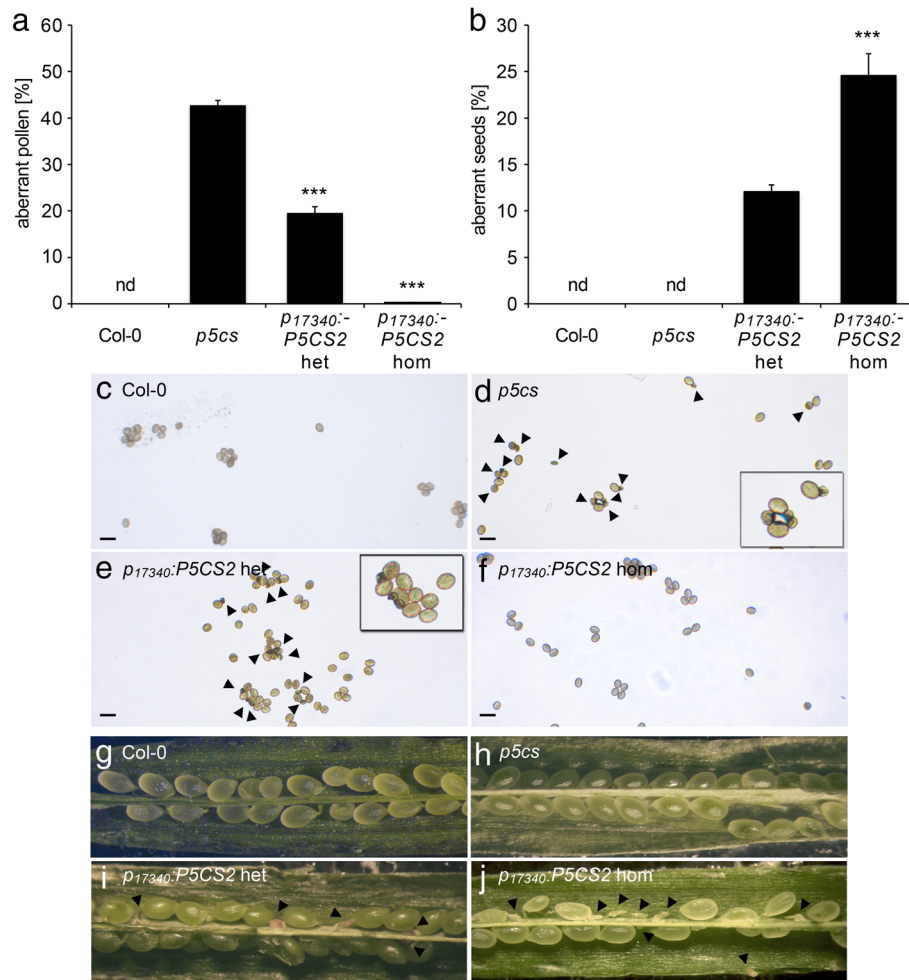 a
60
50
40
30
20
10
0
aberrant pollen [%]
nd
***
***
Col-0
p5cs
p17340:-
P5CS2
het
p17340:-
P5CS2
hom
b
30
25
20
15
10
5
0
aberrant seeds [%]
nd
nd
***
Col-0
p5cs
p17340:-
P5CS2
het
p17340:-
P5CS2
hom
c Col-0
d p5cs
e p17340:P5CS2 het
f p17340:P5CS2 hom
g Col-0
h p5cs
i p17340:P5CS2 het
j p17340:P5CS2 hom